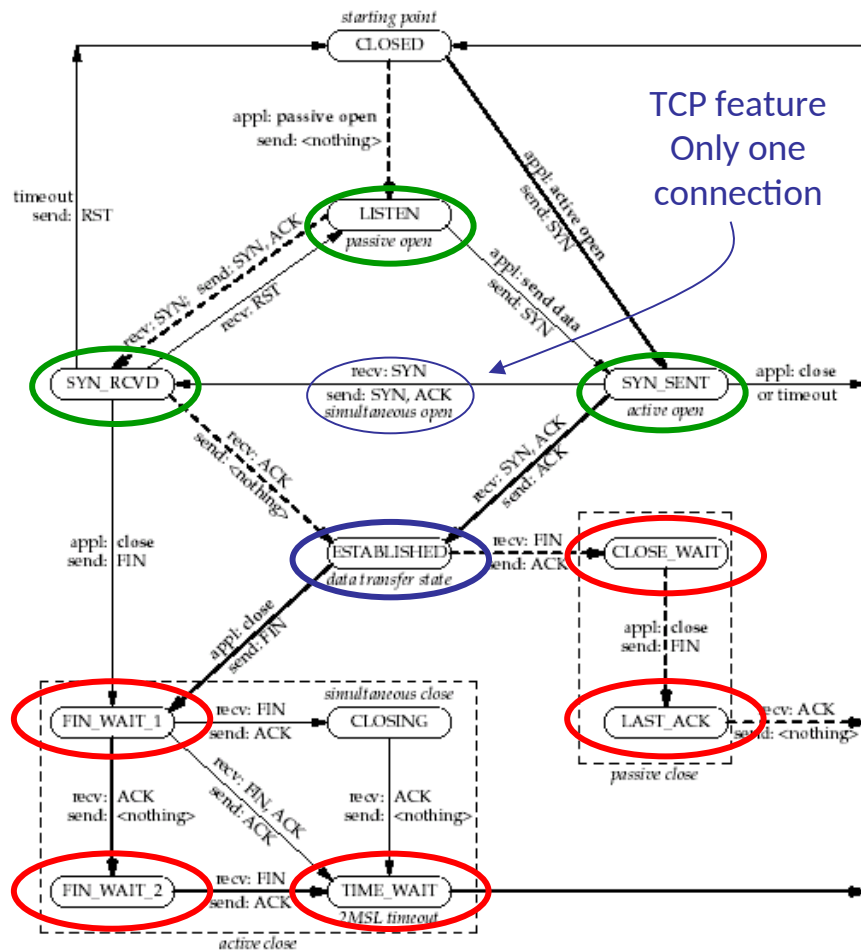 starting point
CLOSED
appl: passive open
send: <nothing>
TCP feature
Only one
connection
appl: active open
send: SYN
timeout
send: RST
LISTEN
passive open
recv: SYN; send: SYN, ACK
recv: RST
appl: send data
send: SYN
SYN_RCVD
recv: SYN
send: SYN, ACK
simultaneous open
SYN_SENT
active open
appl: close
or timeout
recv: ACK
send: <nothing>
recv: SYN, ACK
send: ACK
appl: close
send: FIN
ESTABLISHED
data transfer state
recv: FIN
send: ACK
CLOSE_WAIT
appl: close
send: FIN
appl: close
send: FIN
simultaneous close
FIN_WAIT_1
recv: FIN
send: ACK
CLOSING
LAST_ACK
recv: ACK
send: <nothing>
passive close
recv: ACK
send: <nothing>
recv: FIN, ACK
send: ACK
recv: ACK
send: <nothing>
FIN_WAIT_2
recv: FIN
send: ACK
TIME_WAIT
2MSL timeout
active close